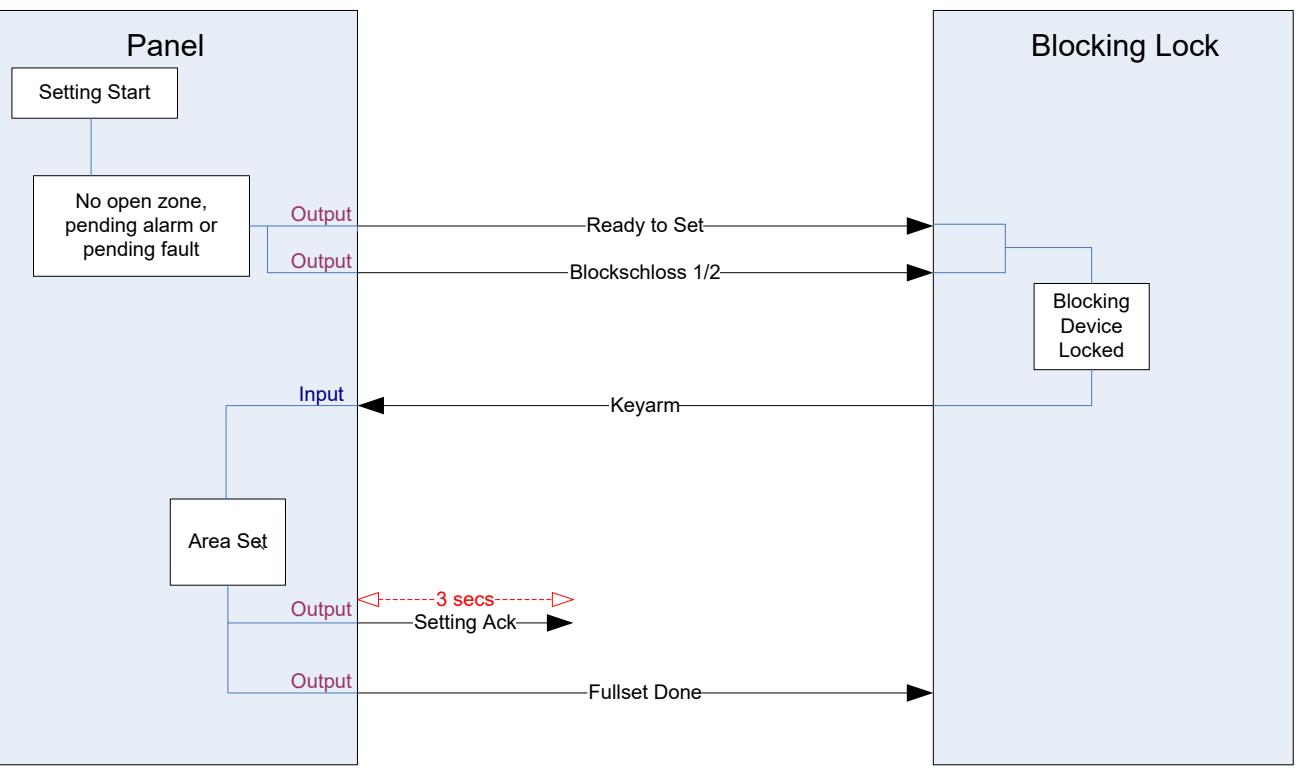 Panel
Blocking Lock
Setting Start
No open zone,
pending alarm or
pending fault
Output
Ready to Set
Output
Blockschloss 1/2
Blocking
Device
Locked
Input
Keyarm
Area Set
3 secs
Output
Setting Ack
Output
Fullset Done